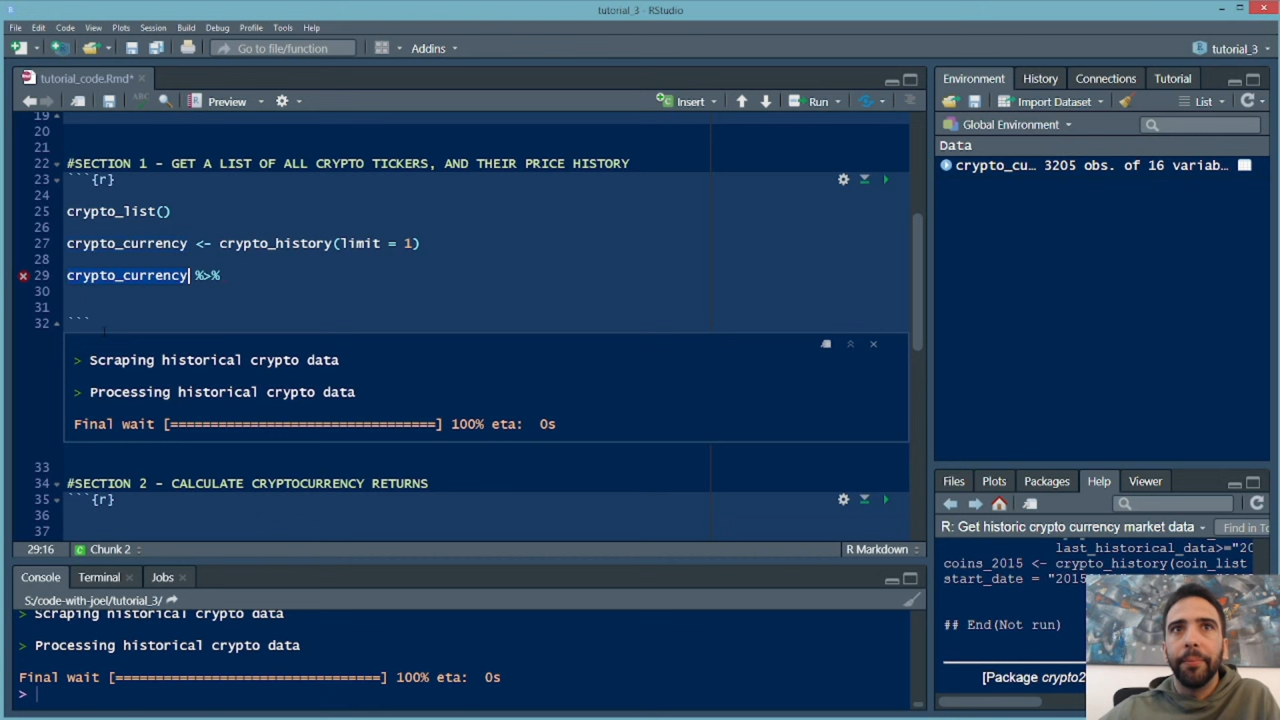 tutorial_3 - RStudio
File Edit Code View Plots Session Build Debug Profile Tools Help
Go to file/function Addins tutorial_3
tutorial_code.Rmd*
ABC Preview Insert Run
19
20
21
22 #SECTION 1 - GET A LIST OF ALL CRYPTO TICKERS, AND THEIR PRICE HISTORY
23 ```{r}
24
25 crypto_list()
26
27 crypto_currency <- crypto_history(limit = 1)
28
29 crypto_currency %>%
30
31
32 ```
> Scraping historical crypto data
> Processing historical crypto data
Final wait [================================] 100% eta: 0s
33
34 #SECTION 2 - CALCULATE CRYPTOCURRENCY RETURNS
35 ```{r}
36
37
29:16 Chunk 2 R Markdown
Console Terminal Jobs
S:/code-with-joel/tutorial_3/
> Scraping historical crypto data
> Processing historical crypto data
Final wait [================================] 100% eta: 0s
>
Environment History Connections Tutorial
Import Dataset List
Global Environment
Data
crypto_cu... 3205 obs. of 16 variab...
Files Plots Packages Help Viewer
R: Get historic crypto currency market data Find in To
last_historical_data>="20
coins_2015 <- crypto_history(coin_list
start_date = "2015
## End(Not run)
[Package crypto2